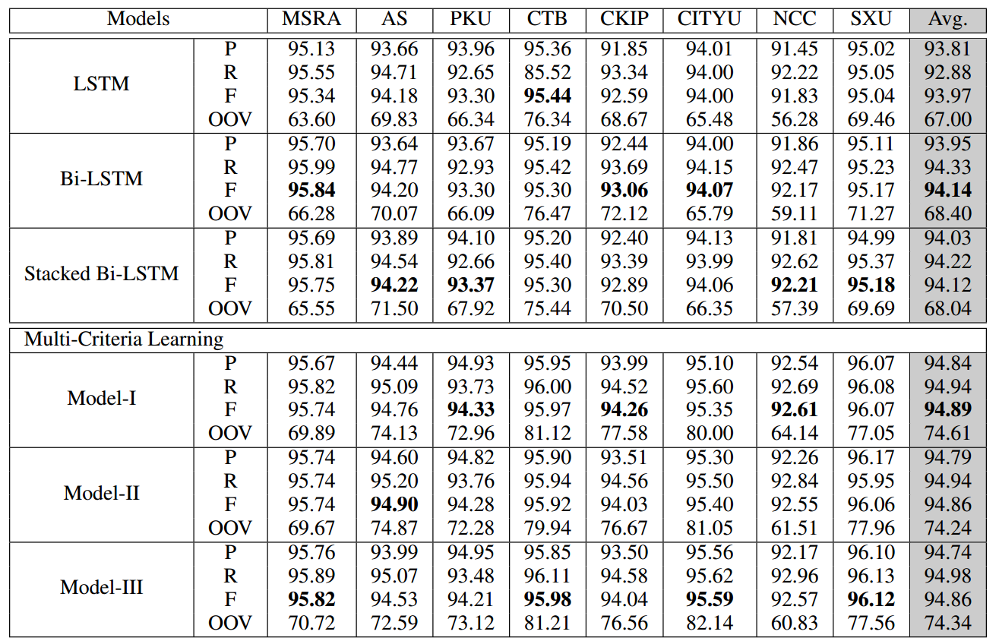 Models MSRA AS PKU CTB CKIP CITYU NCC SXU Avg.
P 95.13 93.66 93.96 95.36 91.85 94.01 91.45 95.02 93.81
R 95.55 94.71 92.65 85.52 93.34 94.00 92.22 95.05 92.88
LSTM
F 95.34 94.18 93.30 95.44 92.59 94.00 91.83 95.04 93.97
OOV 63.60 69.83 66.34 76.34 68.67 65.48 56.28 69.46 67.00
P 95.70 93.64 93.67 95.19 92.44 94.00 91.86 95.11 93.95
R 95.99 94.77 92.93 95.42 93.69 94.15 92.47 95.23 94.33
Bi-LSTM
F 95.84 94.20 93.30 95.30 93.06 94.07 92.17 95.17 94.14
OOV 66.28 70.07 66.09 76.47 72.12 65.79 59.11 71.27 68.40
P 95.69 93.89 94.10 95.20 92.40 94.13 91.81 94.99 94.03
R 95.81 94.54 92.66 95.40 93.39 93.99 92.62 95.37 94.22
Stacked Bi-LSTM
F 95.75 94.22 93.37 95.30 92.89 94.06 92.21 95.18 94.12
OOV 65.55 71.50 67.92 75.44 70.50 66.35 57.39 69.69 68.04
Multi-Criteria Learning
P 95.67 94.44 94.93 95.95 93.99 95.10 92.54 96.07 94.84
R 95.82 95.09 93.73 96.00 94.52 95.60 92.69 96.08 94.94
Model-I
F 95.74 94.76 94.33 95.97 94.26 95.35 92.61 96.07 94.89
OOV 69.89 74.13 72.96 81.12 77.58 80.00 64.14 77.05 74.61
P 95.74 94.60 94.82 95.90 93.51 95.30 92.26 96.17 94.79
R 95.74 95.20 93.76 95.94 94.56 95.50 92.84 95.95 94.94
Model-II
F 95.74 94.90 94.28 95.92 94.03 95.40 92.55 96.06 94.86
OOV 69.67 74.87 72.28 79.94 76.67 81.05 61.51 77.96 74.24
P 95.76 93.99 94.95 95.85 93.50 95.56 92.17 96.10 94.74
R 95.89 95.07 93.48 96.11 94.58 95.62 92.96 96.13 94.98
Model-III
F 95.82 94.53 94.21 95.98 94.04 95.59 92.57 96.12 94.86
OOV 70.72 72.59 73.12 81.21 76.56 82.14 60.83 77.56 74.34